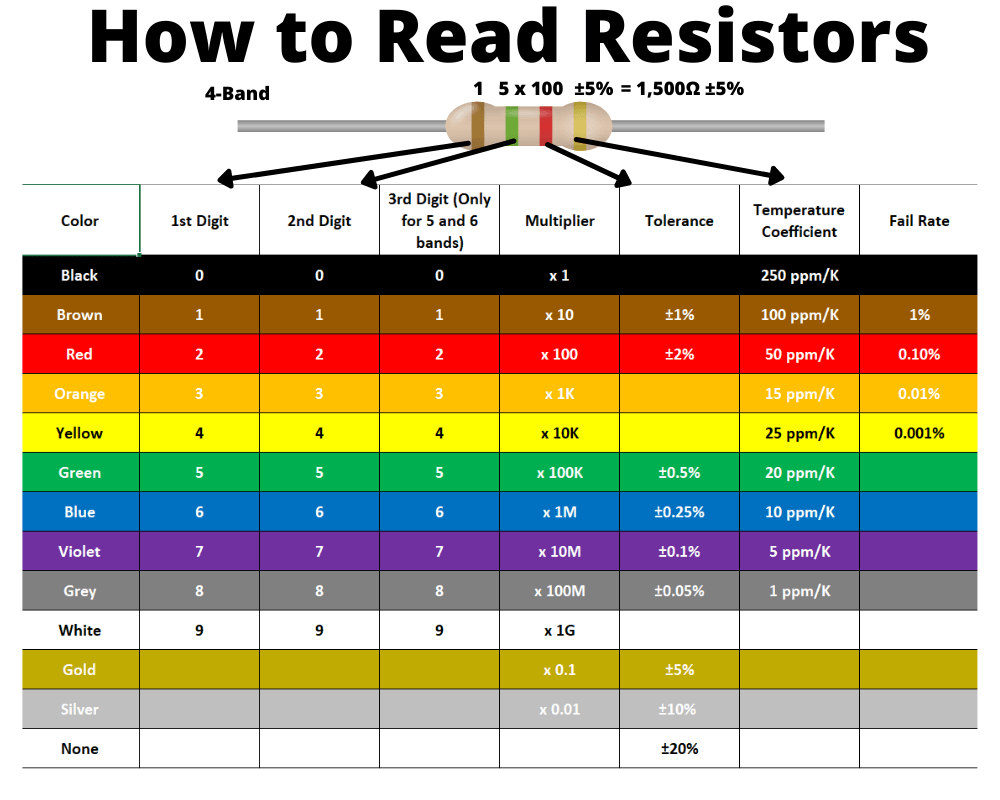 How to Read Resistors
4-Band
1 5 x 100 ±5% = 1,500Ω ±5%
Color 1st Digit 2nd Digit 3rd Digit (Only for 5 and 6 bands) Multiplier Tolerance Temperature Coefficient Fail Rate
Black 0 0 0 x 1 250 ppm/K
Brown 1 1 1 x 10 ±1% 100 ppm/K 1%
Red 2 2 2 x 100 ±2% 50 ppm/K 0.10%
Orange 3 3 3 x 1K 15 ppm/K 0.01%
Yellow 4 4 4 x 10K 25 ppm/K 0.001%
Green 5 5 5 x 100K ±0.5% 20 ppm/K
Blue 6 6 6 x 1M ±0.25% 10 ppm/K
Violet 7 7 7 x 10M ±0.1% 5 ppm/K
Grey 8 8 8 x 100M ±0.05% 1 ppm/K
White 9 9 9 x 1G
Gold x 0.1 ±5%
Silver x 0.01 ±10%
None ±20%